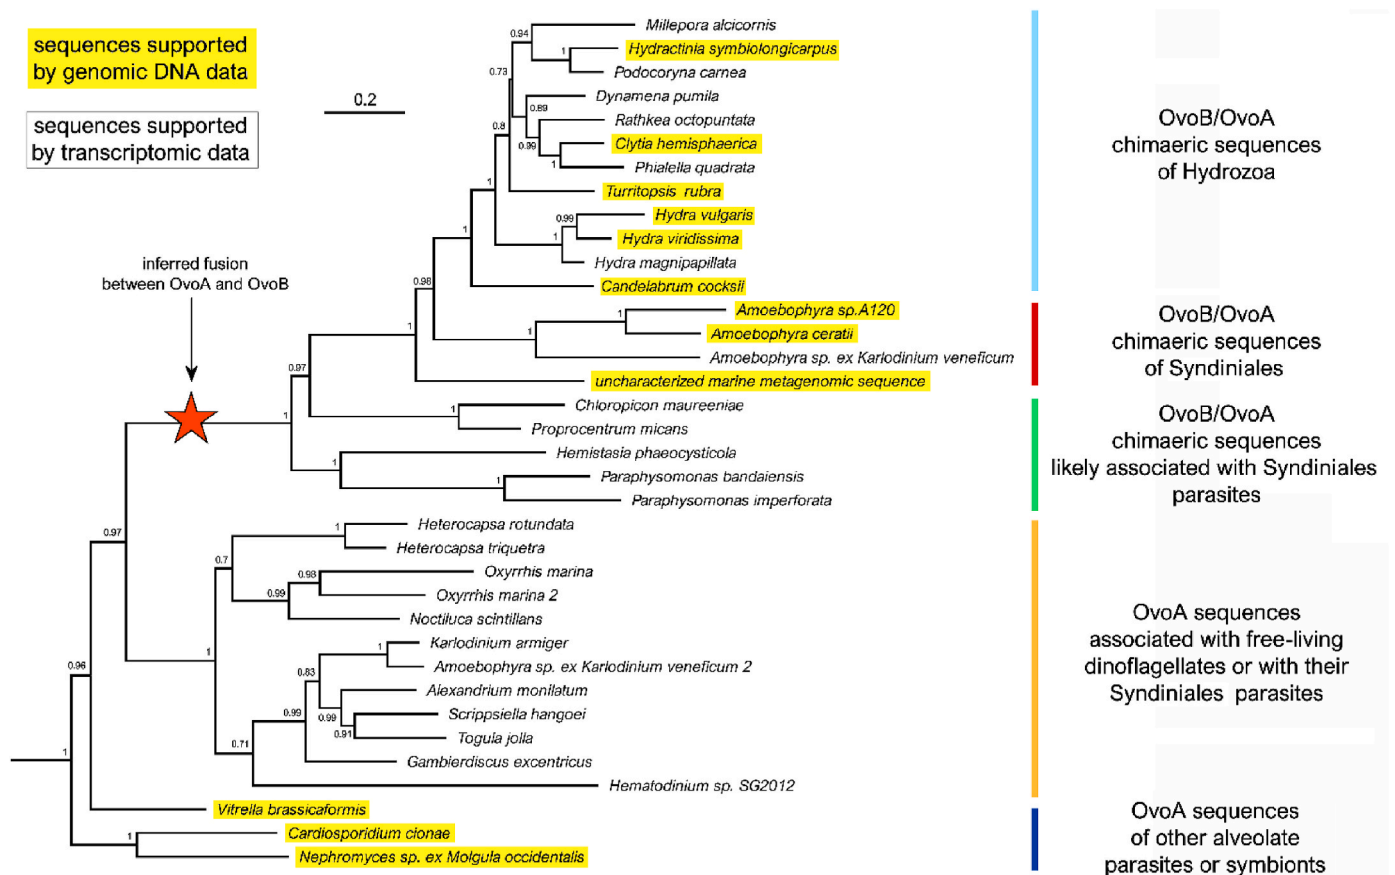 sequences supported
by genomic DNA data
sequences supported
by transcriptomic data
0.2
inferred fusion
between OvoA and OvoB
Millepora alcicornis
Hydractinia symbiolongicarpus
Podocoryna carnea
Dynamena pumila
Rathkea octopuntata
Clytia hemisphaerica
Phialella quadrata
Turritopsis rubra
Hydra vulgaris
Hydra viridissima
Hydra magnipapillata
Candelabrum cocksii
Amoebophyra sp.A120
Amoebophyra ceratii
Amoebophyra sp. ex Karlodinium veneficum
uncharacterized marine metagenomic sequence
Chloropicon maureeniae
Proprocentrum micans
Hemistasia phaeocysticola
Paraphysomonas bandaiensis
Paraphysomonas imperforata
Heterocapsa rotundata
Heterocapsa triquetra
Oxyrrhis marina
Oxyrrhis marina 2
Noctiluca scintillans
Karlodinium armiger
Amoebophyra sp. ex Karlodinium veneficum 2
Alexandrium monilatum
Scrippsiella hangoei
Togula jolla
Gambierdiscus excentricus
Hematodinium sp. SG2012
Vitrella brassicaformis
Cardiosporidium cionae
Nephromyces sp. ex Molgula occidentalis
0.94
1
0.73
0.89
0.8
0.99
1
1
0.99
1
1
0.98
1
1
0.97
1
1
1
1
0.97
1
0.7
0.98
0.99
1
1
0.83
0.99
0.99
0.91
0.71
0.96
1
1
OvoB/OvoA
chimaeric sequences
of Hydrozoa
OvoB/OvoA
chimaeric sequences
of Syndiniales
OvoB/OvoA
chimaeric sequences
likely associated with Syndiniales
parasites
OvoA sequences
associated with free-living
dinoflagellates or with their
Syndiniales parasites
OvoA sequences
of other alveolate
parasites or symbionts